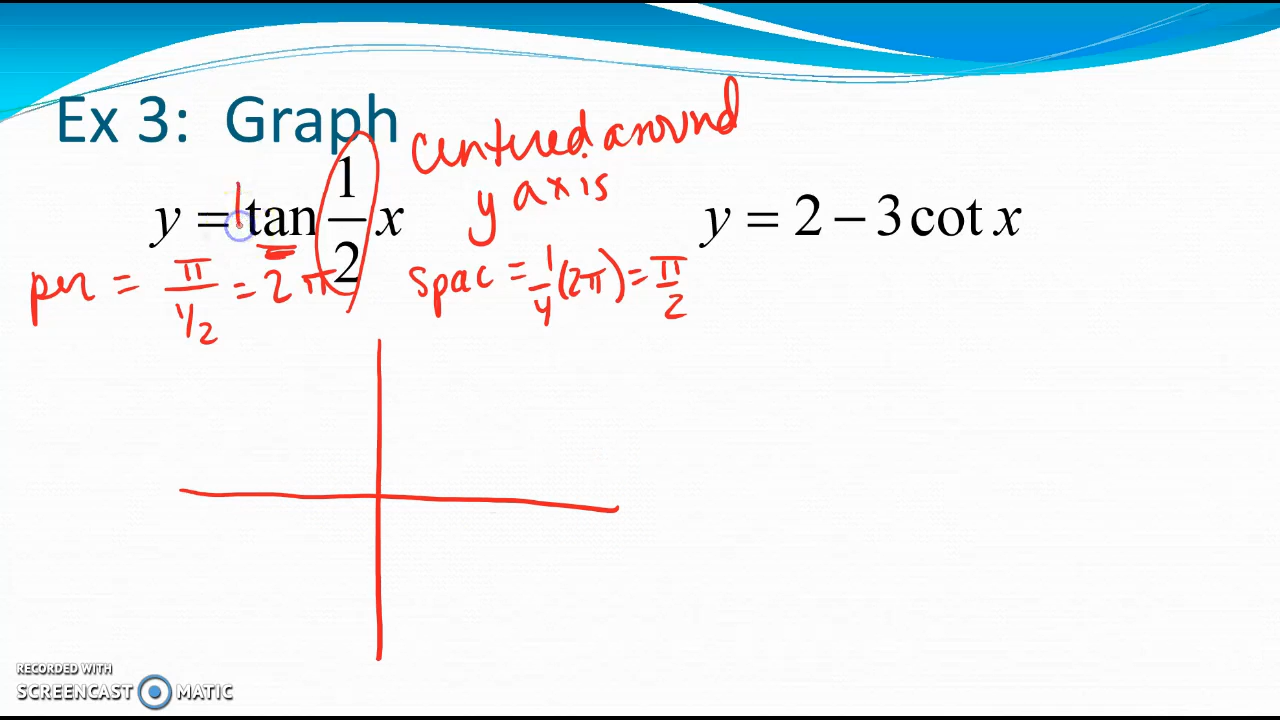 Ex 3: Graph
centered around
y axis
y = 1 tan 1/2 x
y = 2 − 3 cot x
per = π/(1/2) = 2π
spac = 1/4 (2π) = π/2
RECORDED WITH
SCREENCAST MATIC